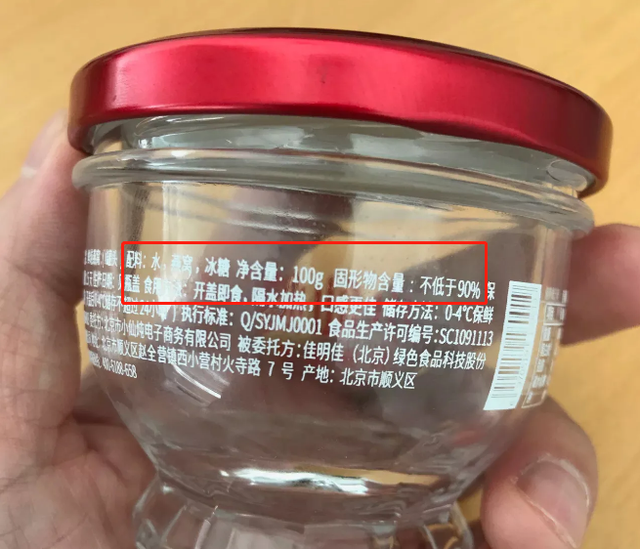 配料：水，燕窝，冰糖 净含量：100g 固形物含量：不低于90% 保
开盖即食，隔水加热，口感更佳 储存方法：0-4℃保鲜
执行标准：Q/SYJMJ0001 食品生产许可编号：SC1091113
北京市小仙炖电子商务有限公司 被委托方：佳明佳（北京）绿色食品科技股份
北京市顺义区赵全营镇西小营村火寺路 7 号 产地：北京市顺义区
400-6188-658